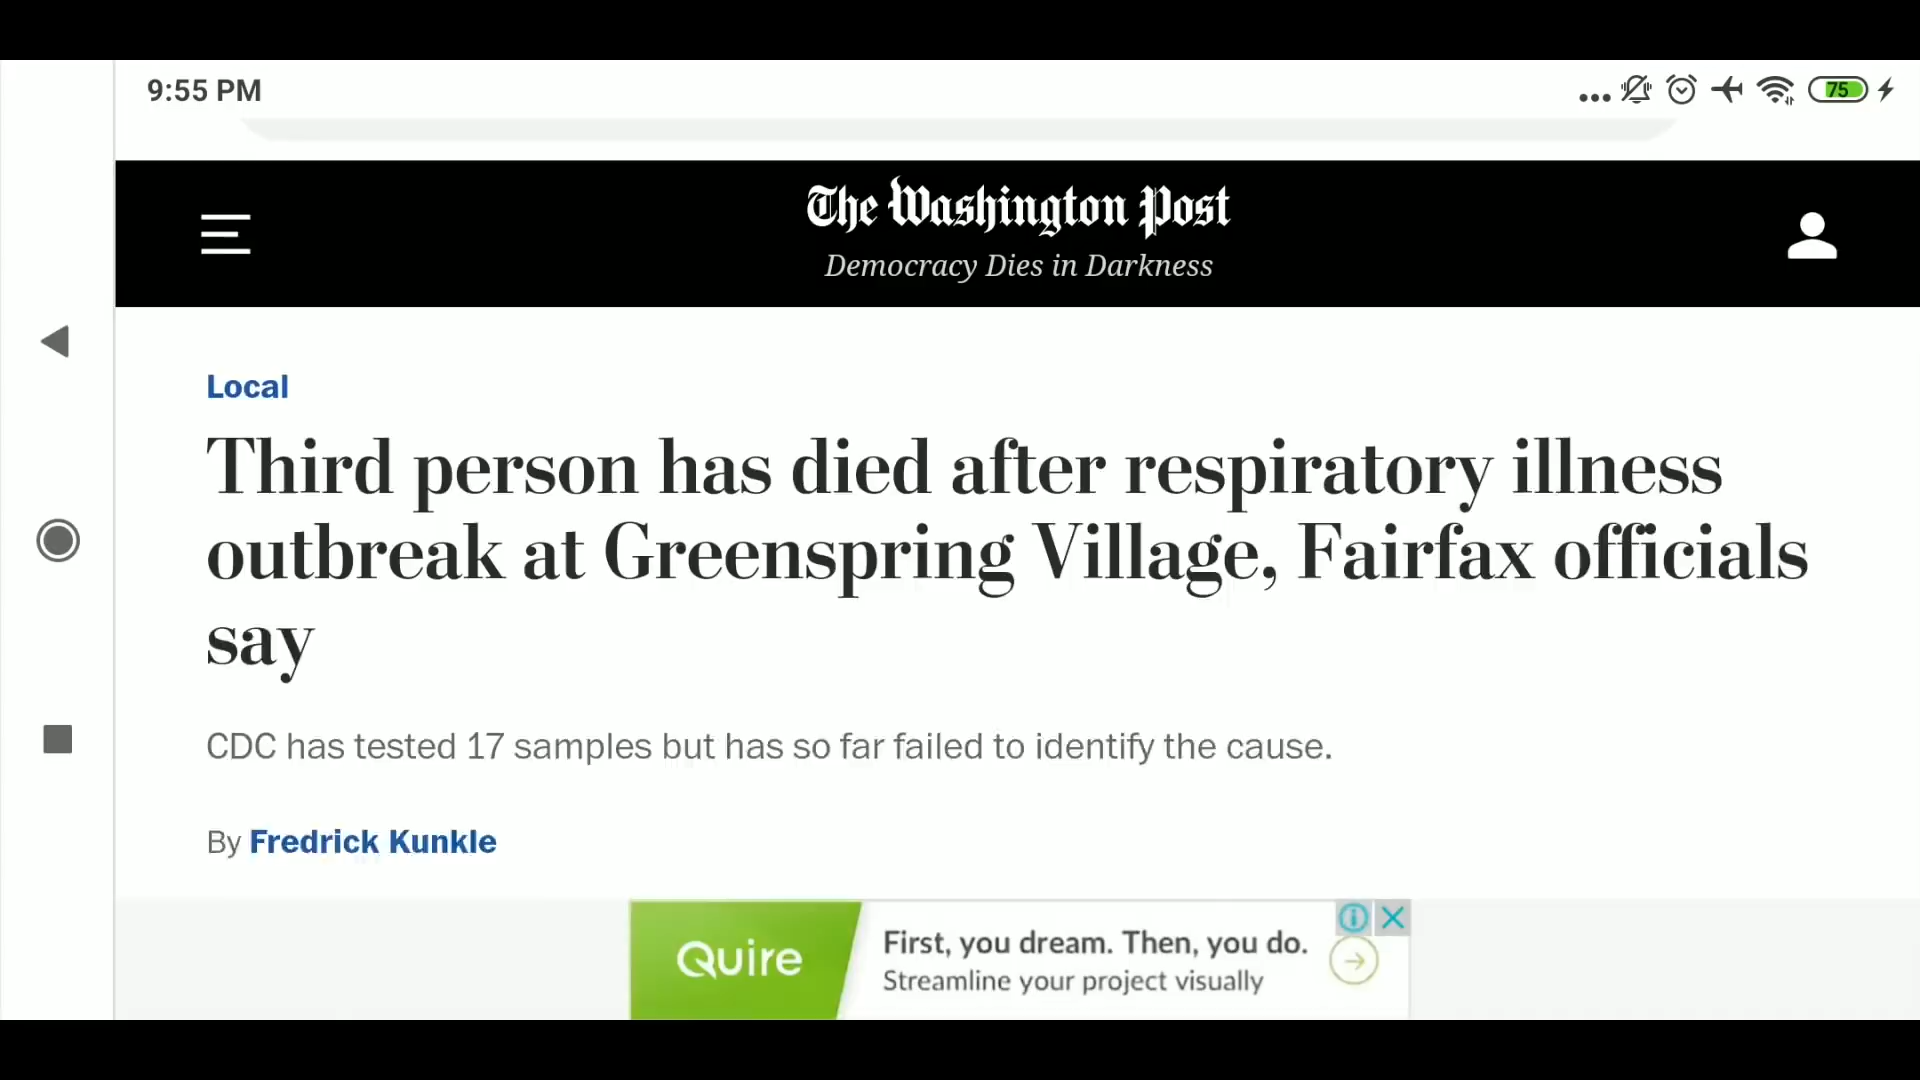 9:55 PM
75
The Washington Post
Democracy Dies in Darkness
Local
Third person has died after respiratory illness
outbreak at Greenspring Village, Fairfax officials
say
CDC has tested 17 samples but has so far failed to identify the cause.
By Fredrick Kunkle
Quire
First, you dream. Then, you do.
Streamline your project visually